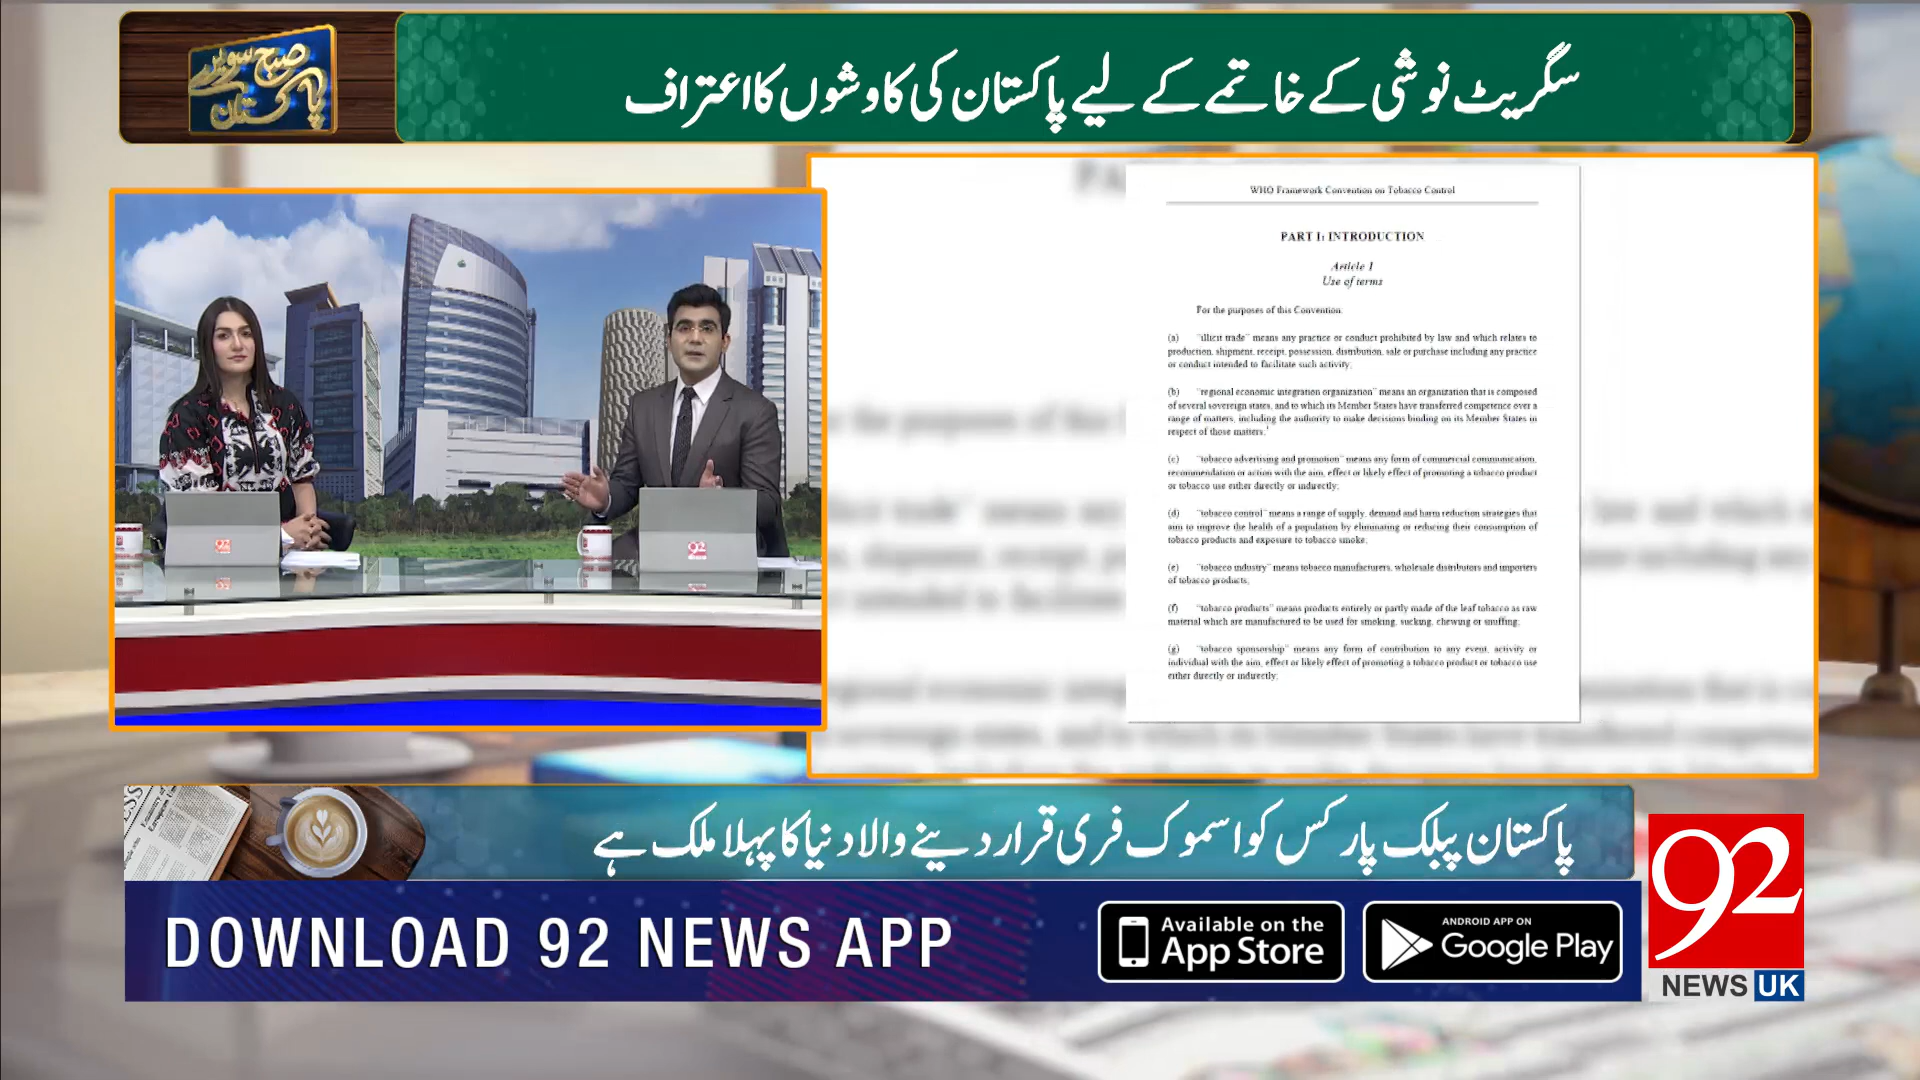 صبح سویرے پاکستان
سگریٹ نوشی کے خاتمے کے لیے پاکستان کی کاوشوں کا اعتراف
WHO Framework Convention on Tobacco Control
PART I: INTRODUCTION
Article 1
Use of terms
For the purposes of this Convention:
(a) "illicit trade" means any practice or conduct prohibited by law and which relates to
production, shipment, receipt, possession, distribution, sale or purchase including any practice
or conduct intended to facilitate such activity;
(b) "regional economic integration organization" means an organization that is composed
of several sovereign states, and to which its Member States have transferred competence over a
range of matters, including the authority to make decisions binding on its Member States in
respect of those matters.
(c) "tobacco advertising and promotion" means any form of commercial communication,
recommendation or action with the aim, effect or likely effect of promoting a tobacco product
or tobacco use either directly or indirectly;
(d) "tobacco control" means a range of supply, demand and harm reduction strategies that
aim to improve the health of a population by eliminating or reducing their consumption of
tobacco products and exposure to tobacco smoke;
(e) "tobacco industry" means tobacco manufacturers, wholesale distributors and importers
of tobacco products;
(f) "tobacco products" means products entirely or partly made of the leaf tobacco as raw
material which are manufactured to be used for smoking, sucking, chewing or snuffing;
(g) "tobacco sponsorship" means any form of contribution to any event, activity or
individual with the aim, effect or likely effect of promoting a tobacco product or tobacco use
either directly or indirectly;
92
92
پاکستان پبلک پارکس کو اسموک فری قرار دینے والا دنیا کا پہلا ملک ہے
DOWNLOAD 92 NEWS APP
Available on the
App Store
ANDROID APP ON
Google Play
92
NEWS UK